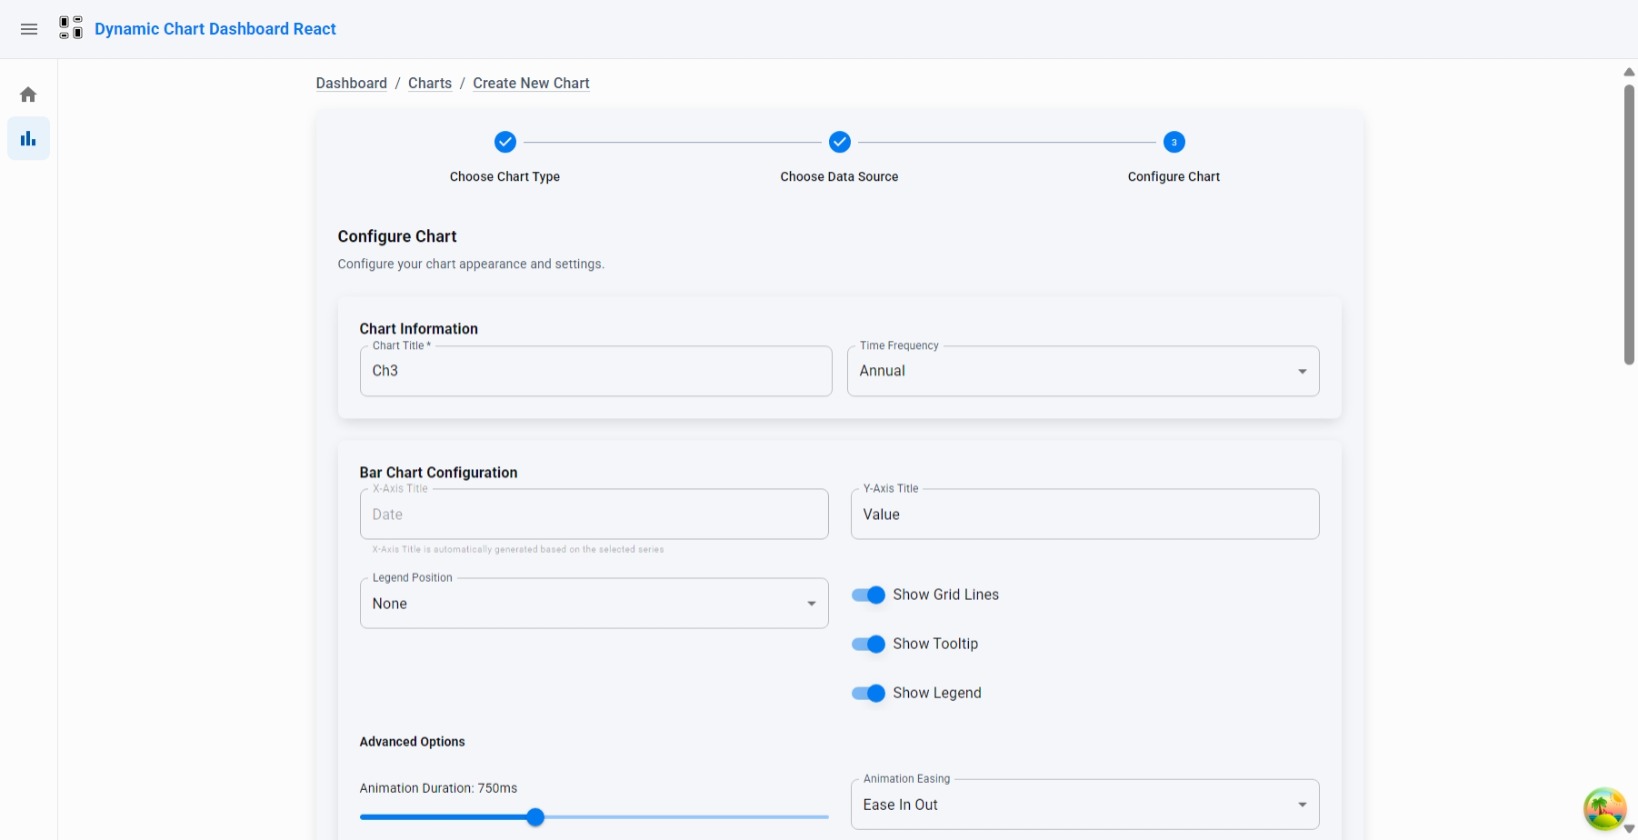 Dynamic Chart Dashboard React
Dashboard / Charts / Create New Chart
3
Choose Chart Type
Choose Data Source
Configure Chart
Configure Chart
Configure your chart appearance and settings.
Chart Information
Chart Title *
Ch3
Time Frequency
Annual
Bar Chart Configuration
X-Axis Title
Date
X-Axis Title is automatically generated based on the selected series
Y-Axis Title
Value
Legend Position
None
Show Grid Lines
Show Tooltip
Show Legend
Advanced Options
Animation Duration: 750ms
Animation Easing
Ease In Out